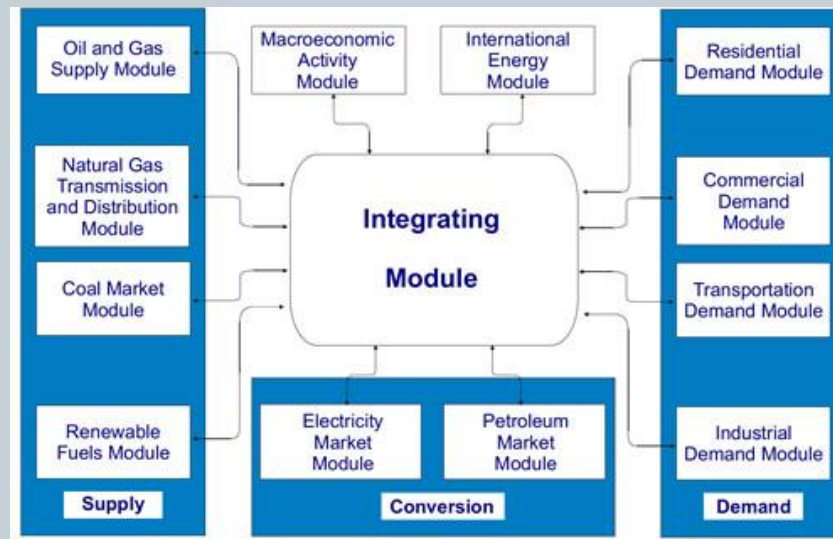 Oil and Gas
Supply Module
Natural Gas
Transmission
and Distribution
Module
Coal Market
Module
Renewable
Fuels Module
Supply
Macroeconomic
Activity
Module
International
Energy
Module
Integrating
Module
Electricity
Market
Module
Petroleum
Market
Module
Conversion
Residential
Demand Module
Commercial
Demand
Module
Transportation
Demand Module
Industrial
Demand Module
Demand